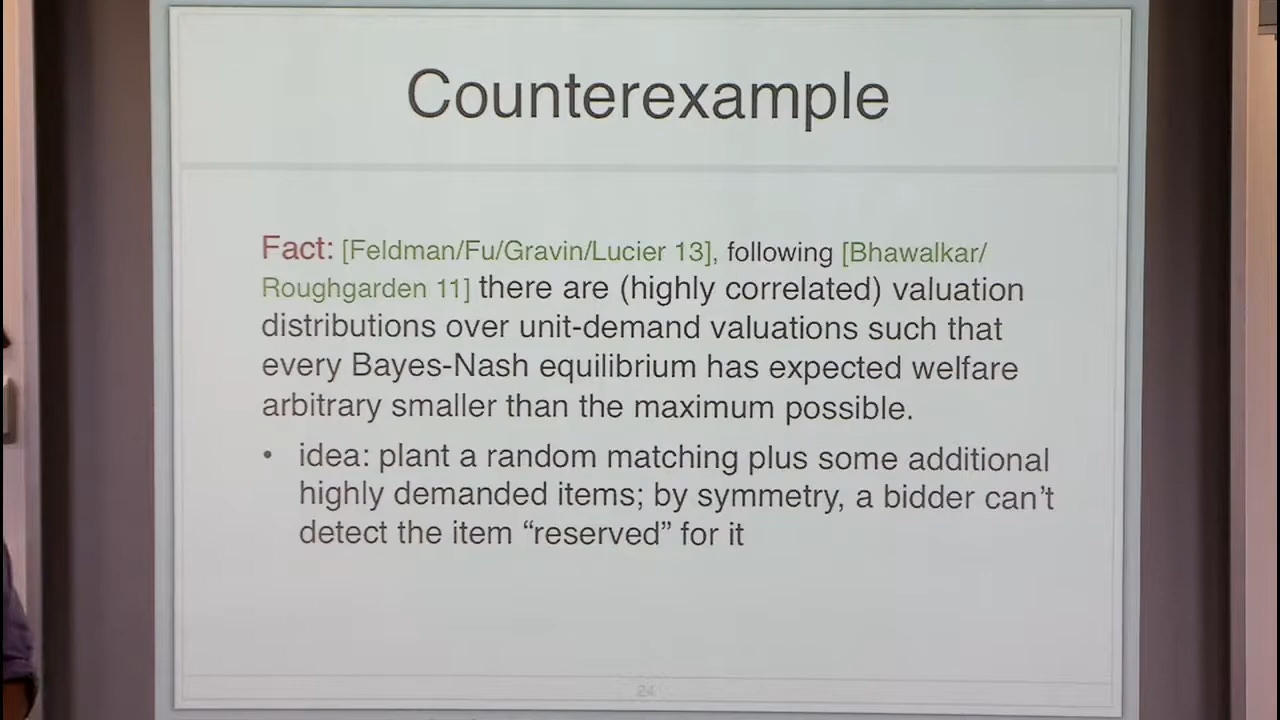 Counterexample
Fact: [Feldman/Fu/Gravin/Lucier 13], following [Bhawalkar/
Roughgarden 11] there are (highly correlated) valuation
distributions over unit-demand valuations such that
every Bayes-Nash equilibrium has expected welfare
arbitrary smaller than the maximum possible.
• idea: plant a random matching plus some additional
highly demanded items; by symmetry, a bidder can't
detect the item “reserved” for it
24